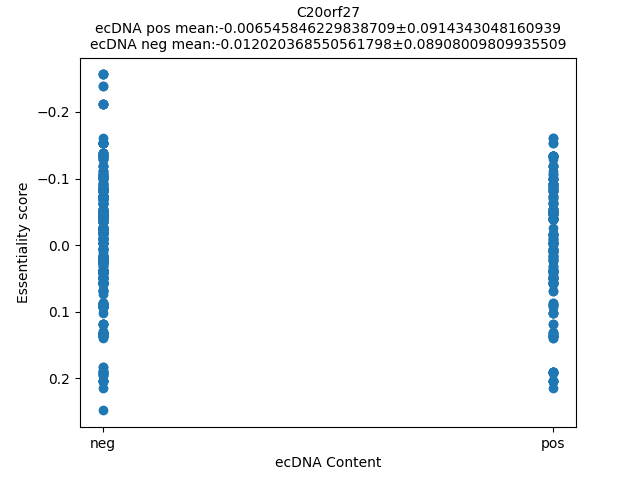 C20orf27
ecDNA pos mean:-0.006545846229838709±0.0914343048160939
ecDNA neg mean:-0.012020368550561798±0.08908009809935509
−0.2
−0.1
0.0
0.1
0.2
Essentiality score
neg
pos
ecDNA Content